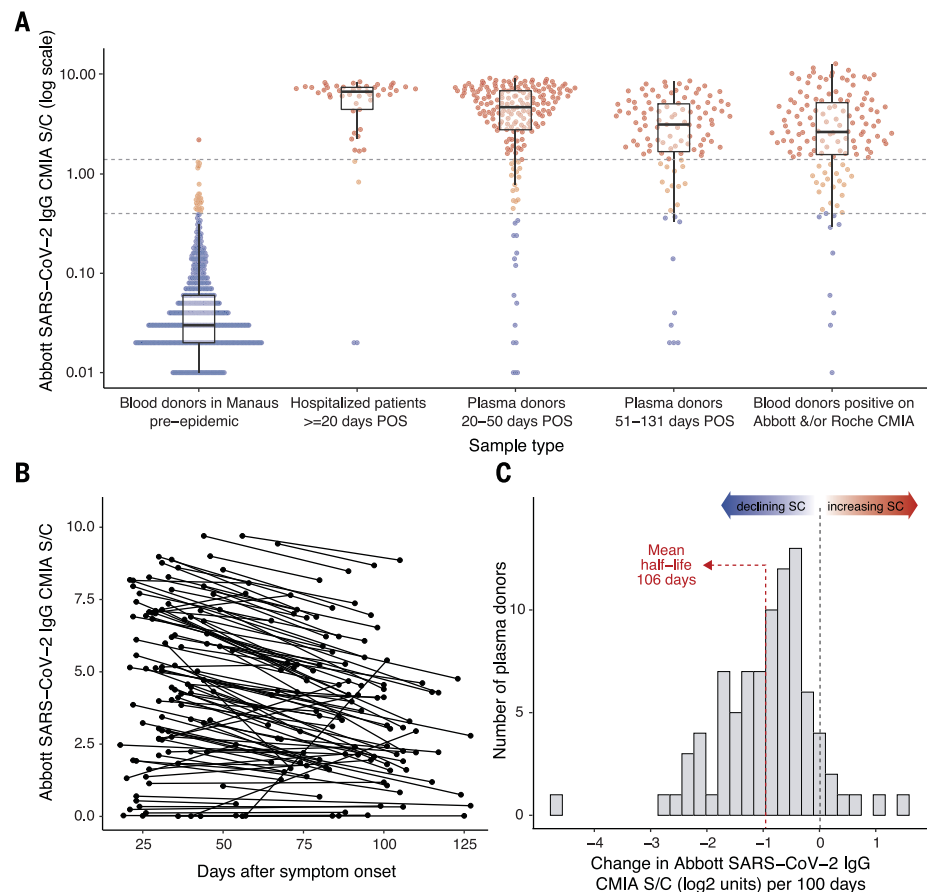 A
Abbott SARS−CoV−2 IgG CMIA S/C (log scale)
10.00
1.00
0.10
0.01
Blood donors in Manaus
pre−epidemic
Hospitalized patients
>=20 days POS
Plasma donors
20−50 days POS
Plasma donors
51−131 days POS
Blood donors positive on
Abbott &/or Roche CMIA
Sample type
B
Abbott SARS−CoV−2 IgG CMIA S/C
10.0
7.5
5.0
2.5
0.0
25
50
75
100
125
Days after symptom onset
C
declining SC
increasing SC
Mean
half−life
106 days
Number of plasma donors
10
5
0
−4
−3
−2
−1
0
1
Change in Abbott SARS−CoV−2 IgG
CMIA S/C (log2 units) per 100 days